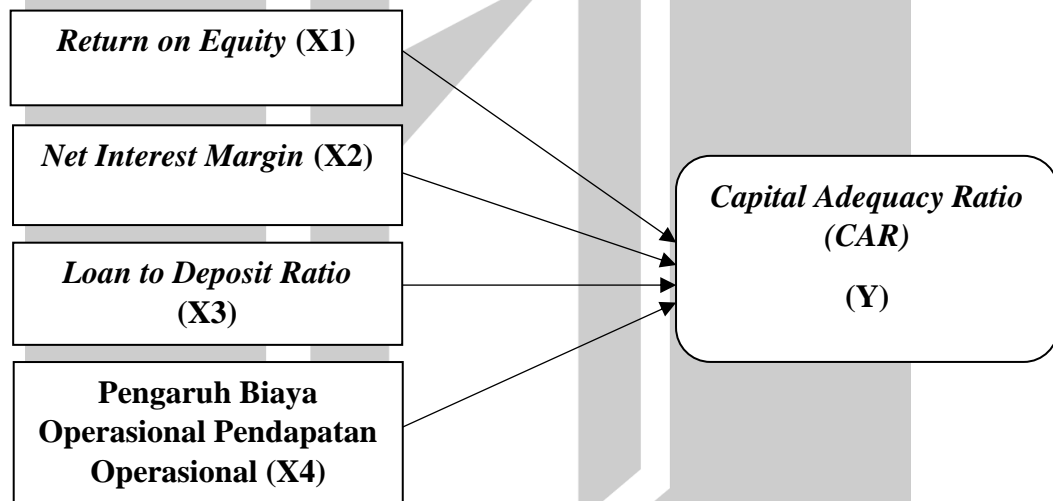 Return on Equity (X1)
Net Interest Margin (X2)
Loan to Deposit Ratio
(X3)
Pengaruh Biaya
Operasional Pendapatan
Operasional (X4)
Capital Adequacy Ratio
(CAR)
(Y)